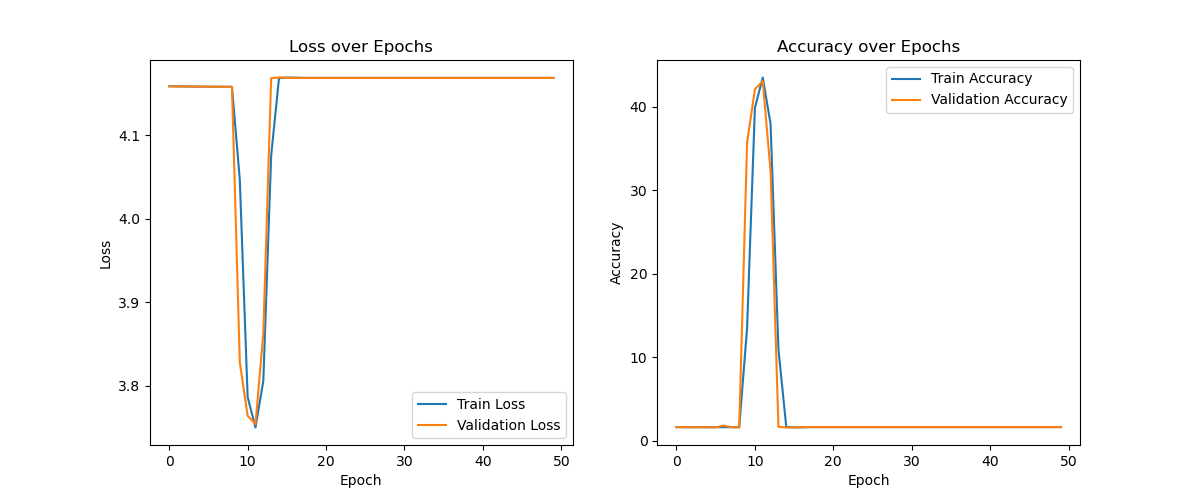 Loss over Epochs
Loss
4.1
4.0
3.9
3.8
0
10
20
30
40
50
Epoch
Train Loss
Validation Loss
Accuracy over Epochs
Accuracy
40
30
20
10
0
0
10
20
30
40
50
Epoch
Train Accuracy
Validation Accuracy